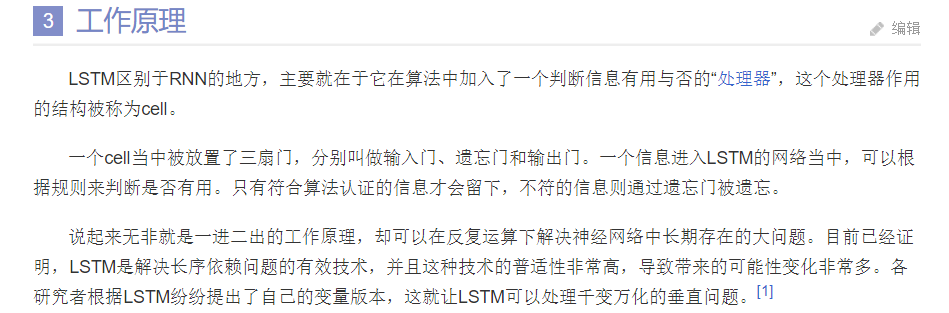 3 工作原理
编辑
LSTM区别于RNN的地方，主要就在于它在算法中加入了一个判断信息有用与否的“处理器”，这个处理器作用
的结构被称为cell。
一个cell当中被放置了三扇门，分别叫做输入门、遗忘门和输出门。一个信息进入LSTM的网络当中，可以根
据规则来判断是否有用。只有符合算法认证的信息才会留下，不符的信息则通过遗忘门被遗忘。
说起来无非就是一进二出的工作原理，却可以在反复运算下解决神经网络中长期存在的大问题。目前已经证
明，LSTM是解决长序依赖问题的有效技术，并且这种技术的普适性非常高，导致带来的可能性变化非常多。各
研究者根据LSTM纷纷提出了自己的变量版本，这就让LSTM可以处理千变万化的垂直问题。[1]